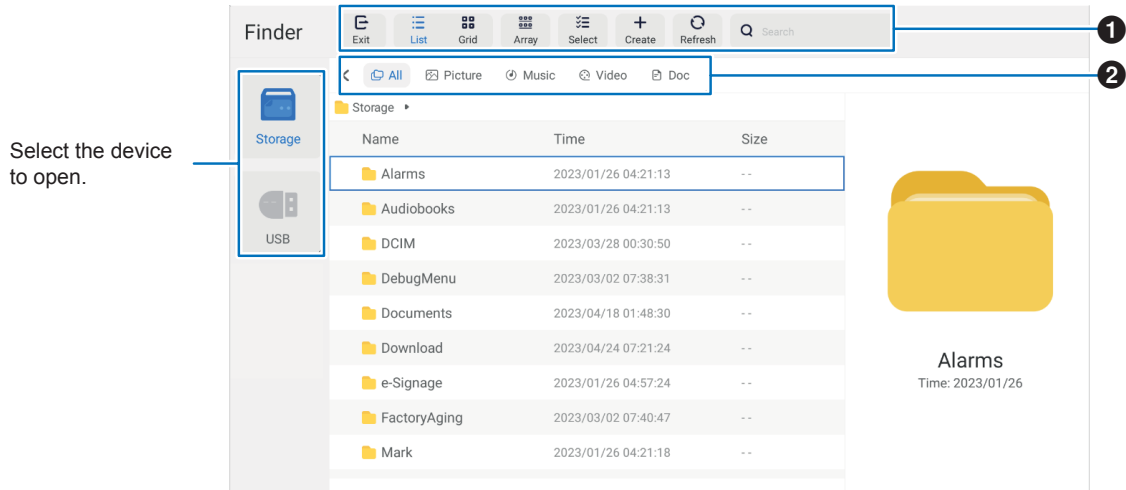 Finder
Exit List Grid Array Select Create Refresh Search
1
All Picture Music Video Doc
2
Storage
Storage
USB
Select the device
to open.
Name Time Size
Alarms 2023/01/26 04:21:13 - -
Audiobooks 2023/01/26 04:21:13 - -
DCIM 2023/03/28 00:30:50 - -
DebugMenu 2023/03/02 07:38:31 - -
Documents 2023/04/18 01:48:30 - -
Download 2023/04/24 07:21:24 - -
e-Signage 2023/01/26 04:57:24 - -
FactoryAging 2023/03/02 07:40:47 - -
Mark 2023/01/26 04:21:18 - -
Alarms
Time: 2023/01/26